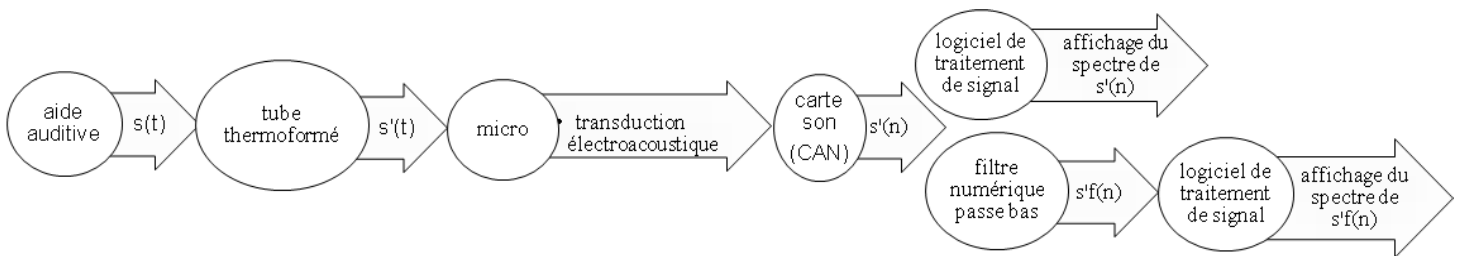 aide
auditive
s(t)
tube
thermoformé
s'(t)
micro
• transduction
électroacoustique
carte
son
(CAN)
s'(n)
logiciel de
traitement
de signal
affichage du
spectre de
s'(n)
filtre
numérique
passe bas
s'f(n)
logiciel de
traitement
de signal
affichage du
spectre de
s'f(n)